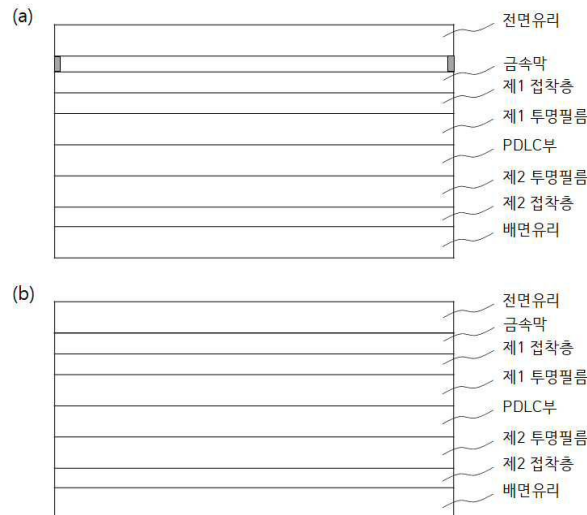 (a)
전면유리
금속막
제1 접착층
제1 투명필름
PDLC부
제2 투명필름
제2 접착층
배면유리
(b)
전면유리
금속막
제1 접착층
제1 투명필름
PDLC부
제2 투명필름
제2 접착층
배면유리